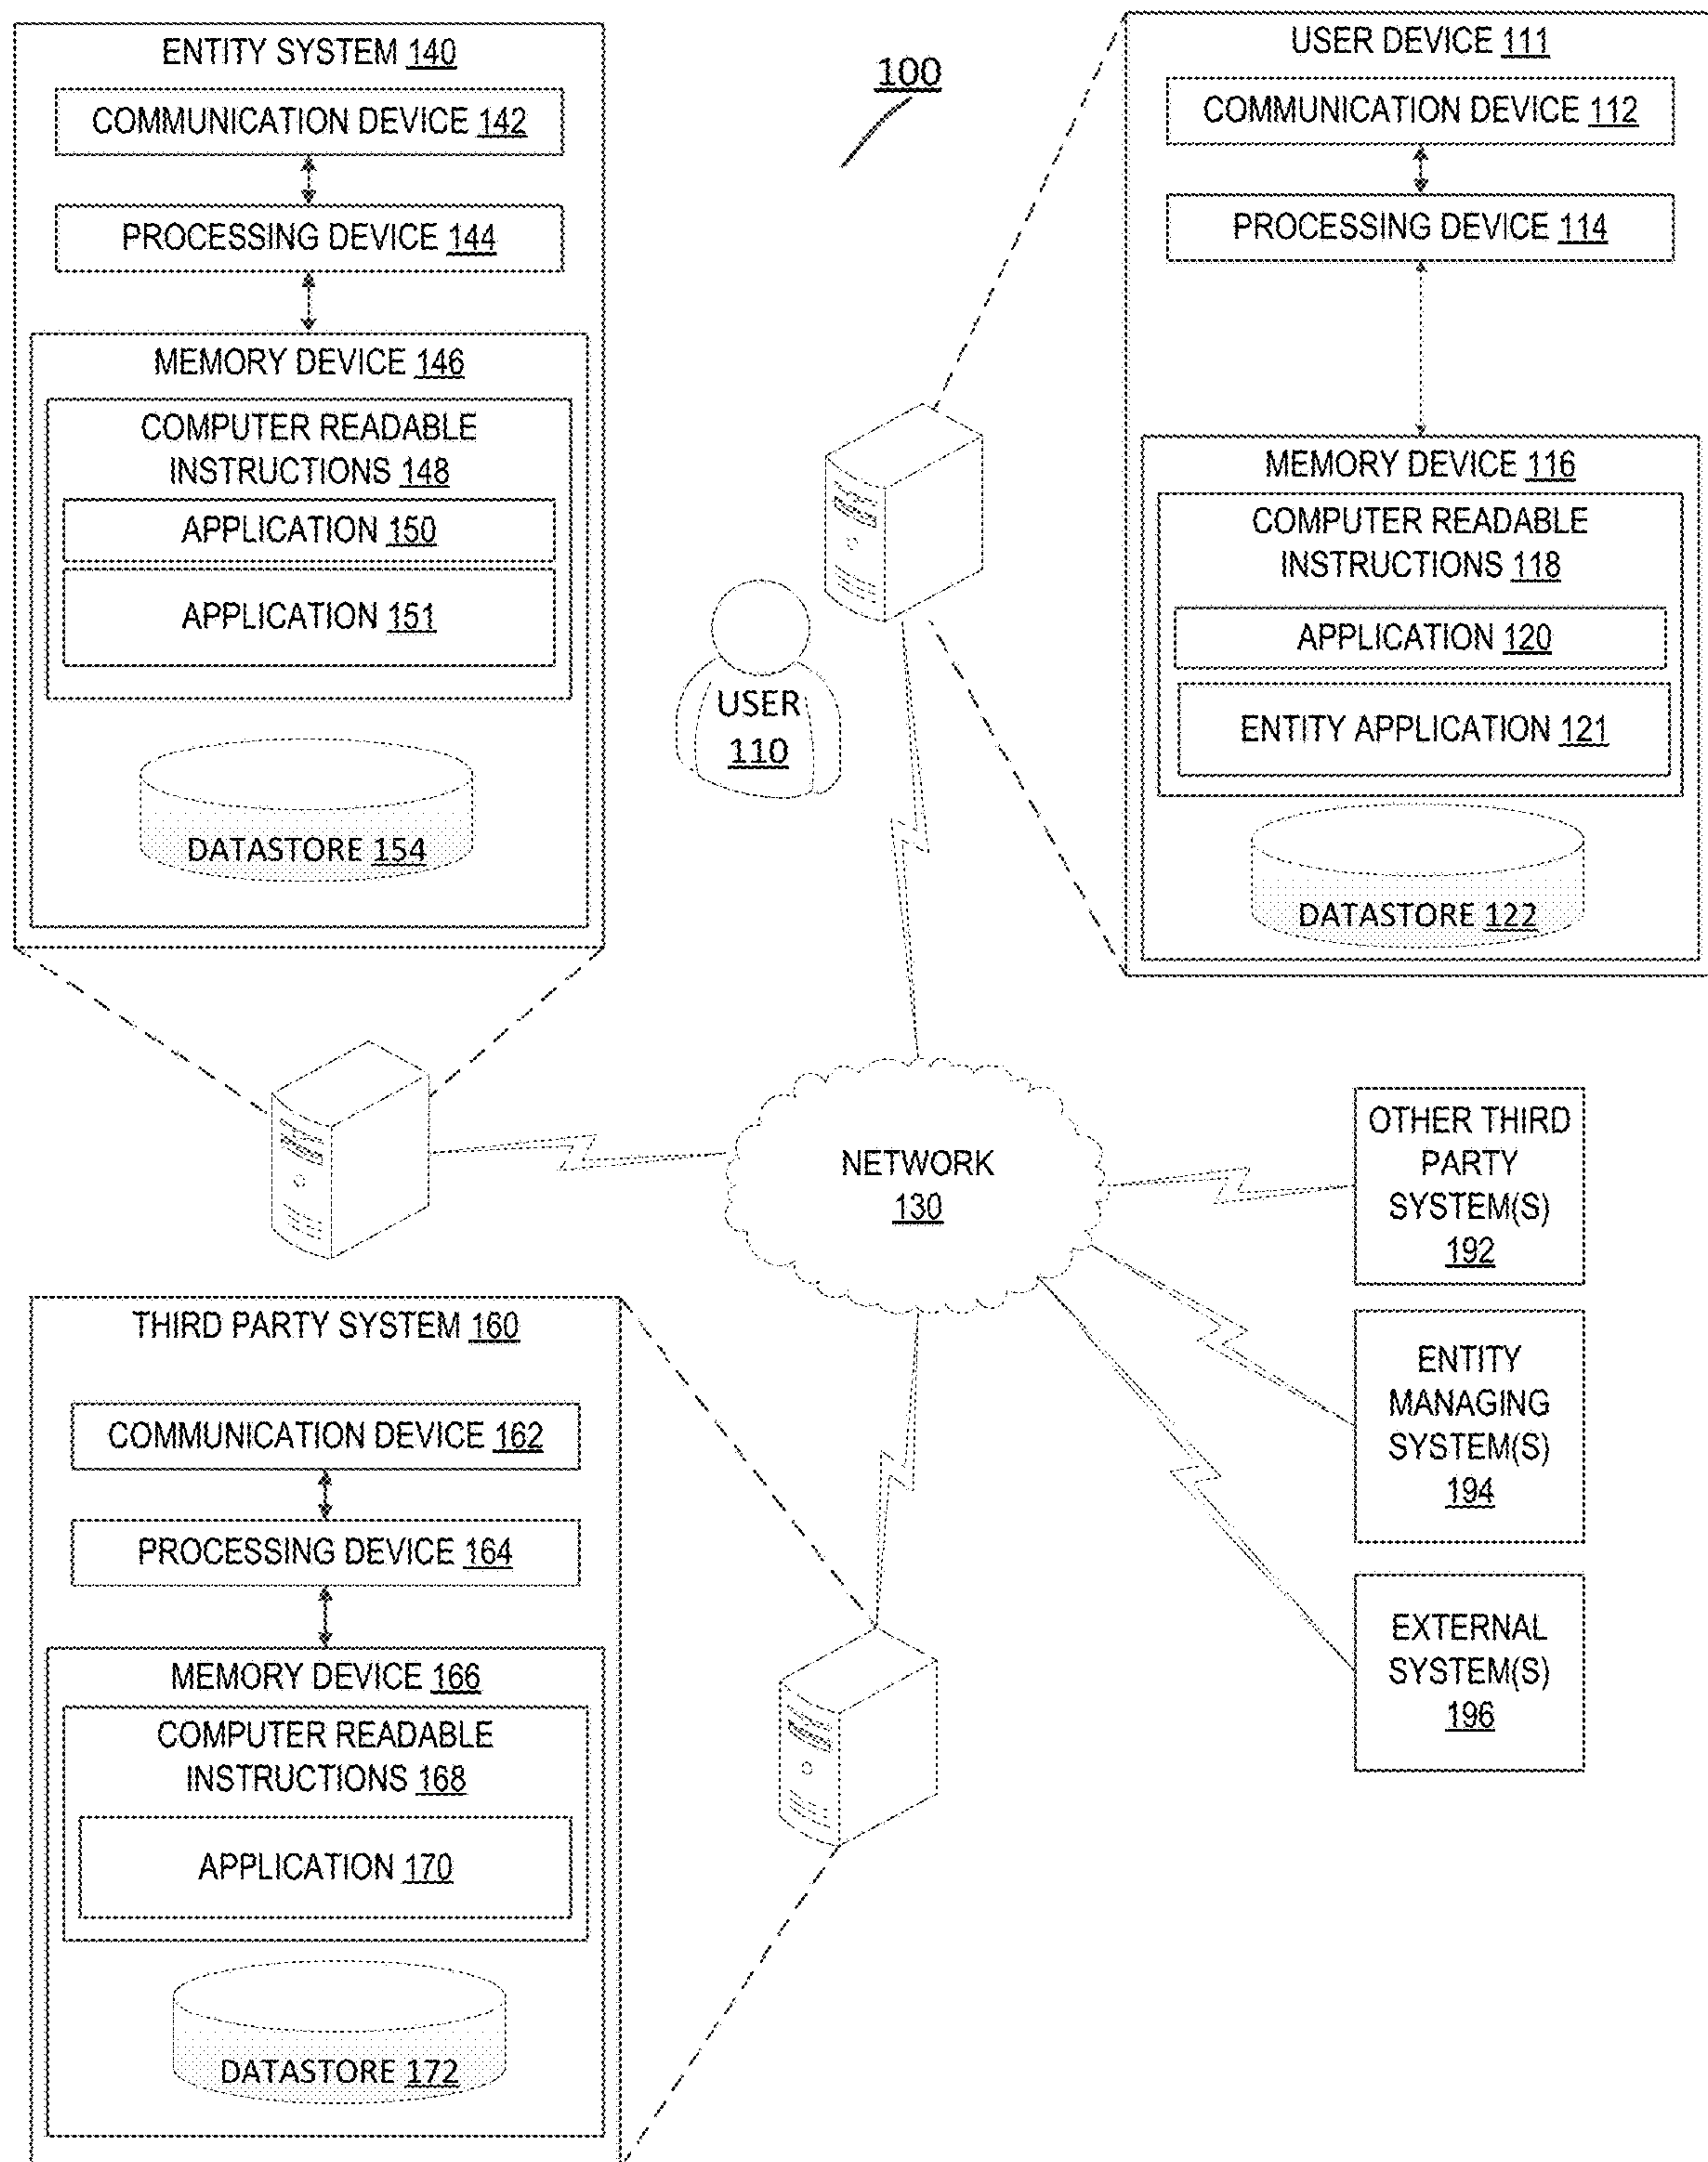 ENTITY SYSTEM 140
COMMUNICATION DEVICE 142
PROCESSING DEVICE 144
MEMORY DEVICE 146
COMPUTER READABLE
INSTRUCTIONS 148
APPLICATION 150
APPLICATION 151
DATASTORE 154
100
USER DEVICE 111
COMMUNICATION DEVICE 112
PROCESSING DEVICE 114
MEMORY DEVICE 116
COMPUTER READABLE
INSTRUCTIONS 118
APPLICATION 120
ENTITY APPLICATION 121
DATASTORE 122
USER
110
NETWORK
130
OTHER THIRD
PARTY
SYSTEM(S)
192
ENTITY
MANAGING
SYSTEM(S)
194
EXTERNAL
SYSTEM(S)
196
THIRD PARTY SYSTEM 160
COMMUNICATION DEVICE 162
PROCESSING DEVICE 164
MEMORY DEVICE 166
COMPUTER READABLE
INSTRUCTIONS 168
APPLICATION 170
DATASTORE 172